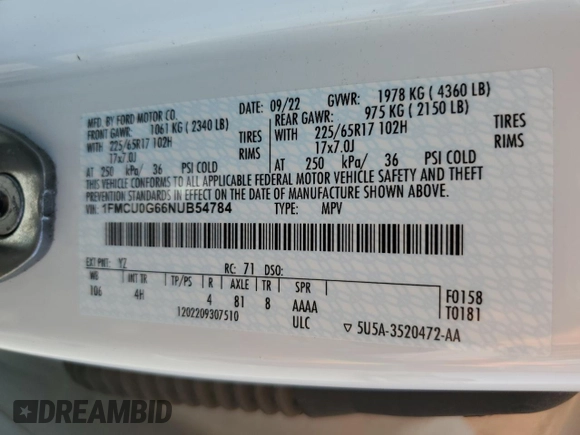 MFD. BY FORD MOTOR CO.
DATE: 09/22 GVWR: 1978 KG ( 4360 LB)
FRONT GAWR: 1061 KG ( 2340 LB)
REAR GAWR: 975 KG ( 2150 LB)
WITH 225/65R17 102H TIRES
WITH 225/65R17 102H TIRES
17x7.0J RIMS
17x7.0J RIMS
AT 250 kPa/ 36 PSI COLD
AT 250 kPa/ 36 PSI COLD
THIS VEHICLE CONFORMS TO ALL APPLICABLE FEDERAL MOTOR VEHICLE SAFETY AND THEFT
PREVENTION STANDARDS IN EFFECT ON THE DATE OF MANUFACTURE SHOWN ABOVE.
VIN: 1FMCU0G66NUB54784 TYPE: MPV
EXT PNT: YZ RC: 71 DSO:
WB INT TR TP/PS R AXLE TR SPR
106 4H 4 81 8 AAAA
ULC
F0158
T0181
1202209307510
5U5A-3520472-AA
DREAMBID